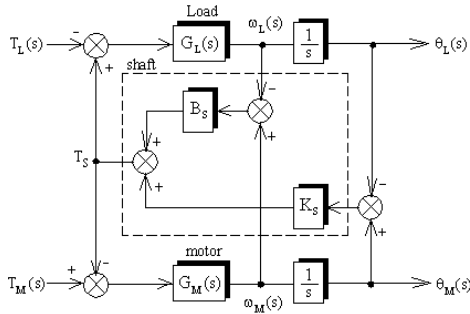 Load
ω_L(s)
T_L(s)
-
+
G_L(s)
1/s
θ_L(s)
shaft
B_S
-
+
+
T_S
+
K_S
-
+
motor
T_M(s)
+
-
G_M(s)
ω_M(s)
1/s
θ_M(s)